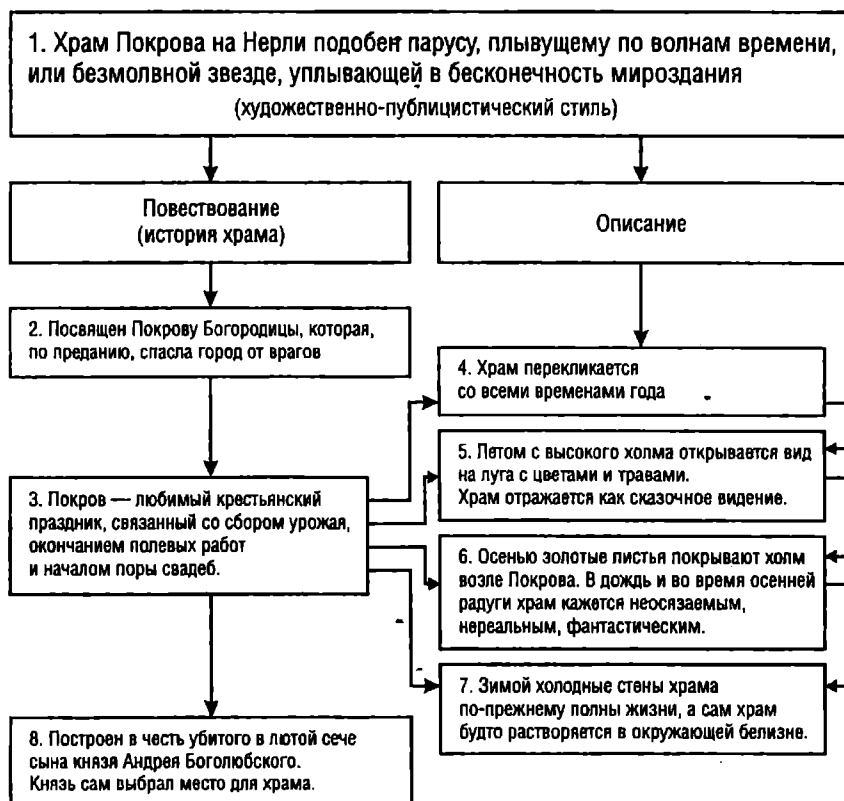 1. Храм Покрова на Нерли подобен парусу, плывущему по волнам времени,
или безмолвной звезде, уплывающей в бесконечность мироздания
(художественно-публицистический стиль)
Повествование
(история храма)
Описание
2. Посвящен Покрову Богородицы, которая,
по преданию, спасла город от врагов
3. Покров — любимый крестьянский
праздник, связанный со сбором урожая,
окончанием полевых работ
и началом поры свадеб.
4. Храм перекликается
со всеми временами года
5. Летом с высокого холма открывается вид
на луга с цветами и травами.
Храм отражается как сказочное видение.
6. Осенью золотые листья покрывают холм
возле Покрова. В дождь и во время осенней
радуги храм кажется неосязаемым,
нереальным, фантастическим.
7. Зимой холодные стены храма
по-прежнему полны жизни, а сам храм
будто растворяется в окружающей белизне.
8. Построен в честь убитого в лютой сече
сына князя Андрея Боголюбского.
Князь сам выбрал место для храма.